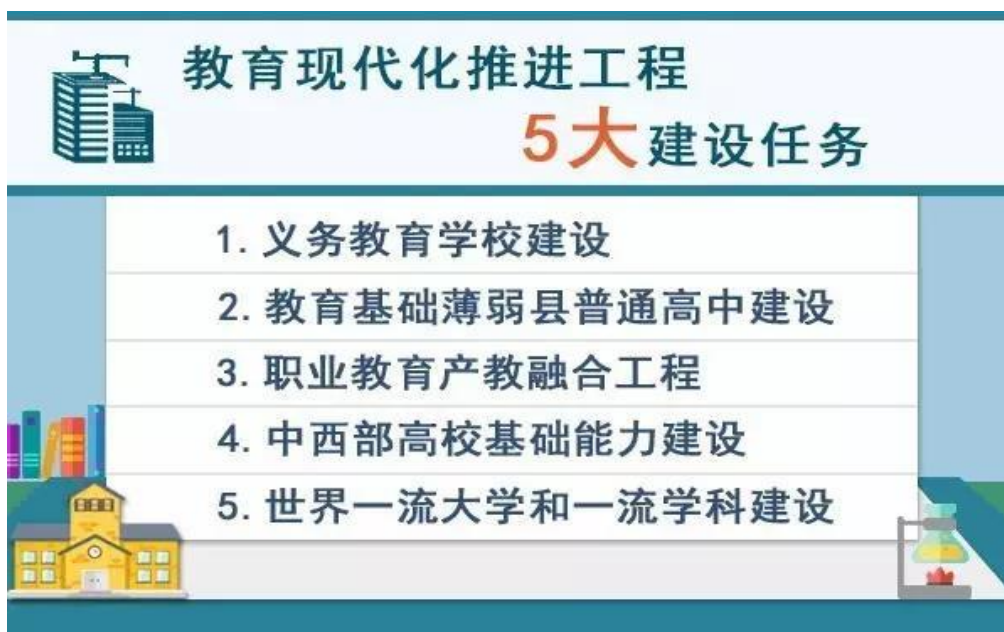 教育现代化推进工程
5大建设任务
1. 义务教育学校建设
2. 教育基础薄弱县普通高中建设
3. 职业教育产教融合工程
4. 中西部高校基础能力建设
5. 世界一流大学和一流学科建设